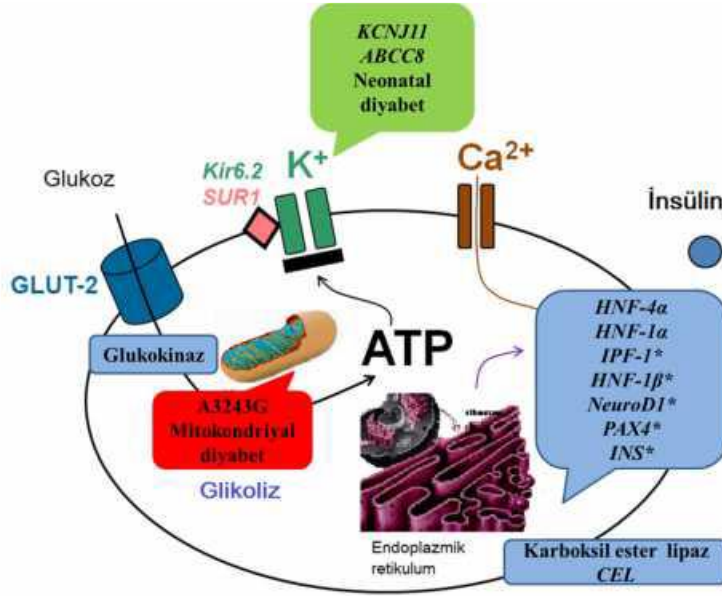 KCNJ11
ABCC8
Neonatal
diyabet
Glukoz
Kir6.2
SUR1
K+
Ca2+
İnsülin
GLUT-2
Glukokinaz
ATP
A3243G
Mitokondriyal
diyabet
Glikoliz
HNF-4α
HNF-1α
IPF-1*
HNF-1β*
NeuroD1*
PAX4*
INS*
Endoplazmik
retikulum
Karboksil ester lipaz
CEL